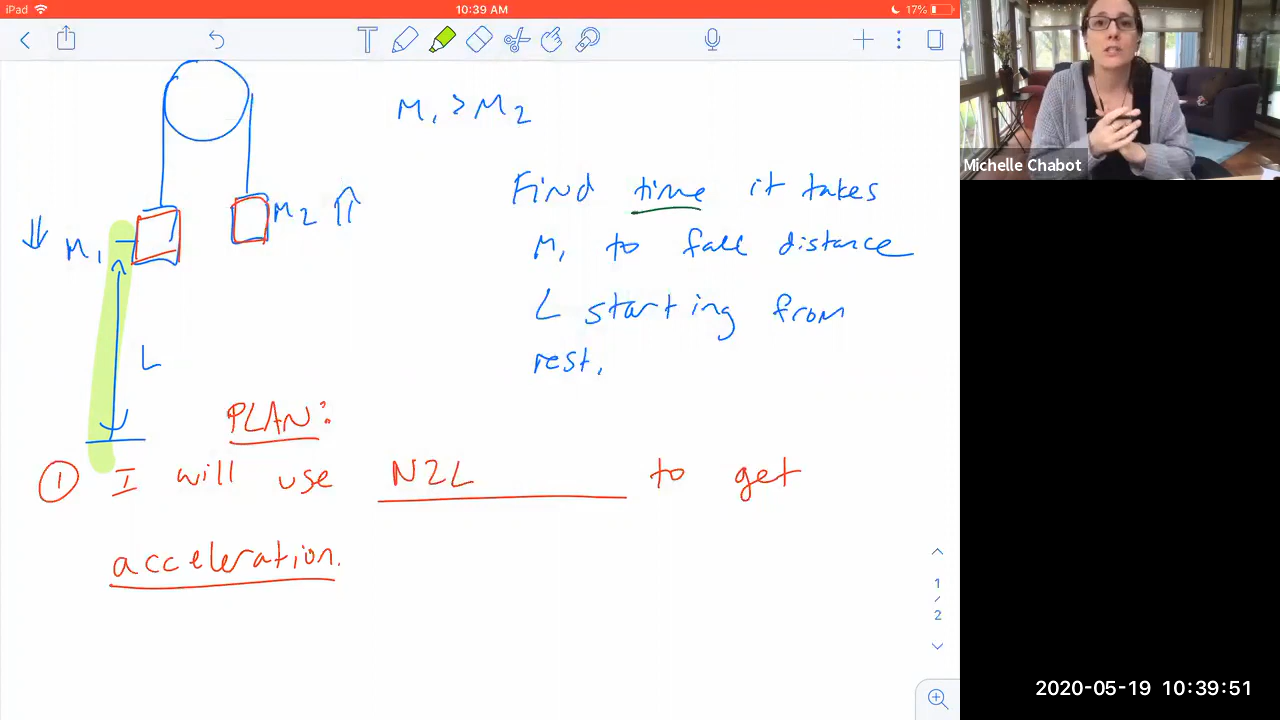 iPad
10:39 AM
17%
M₁ > M₂
Find time it takes
M₁ to fall distance
L starting from
rest.
M₁
M₂
L
PLAN:
① I will use N2L to get
acceleration.
1
/
2
Michelle Chabot
2020-05-19 10:39:51